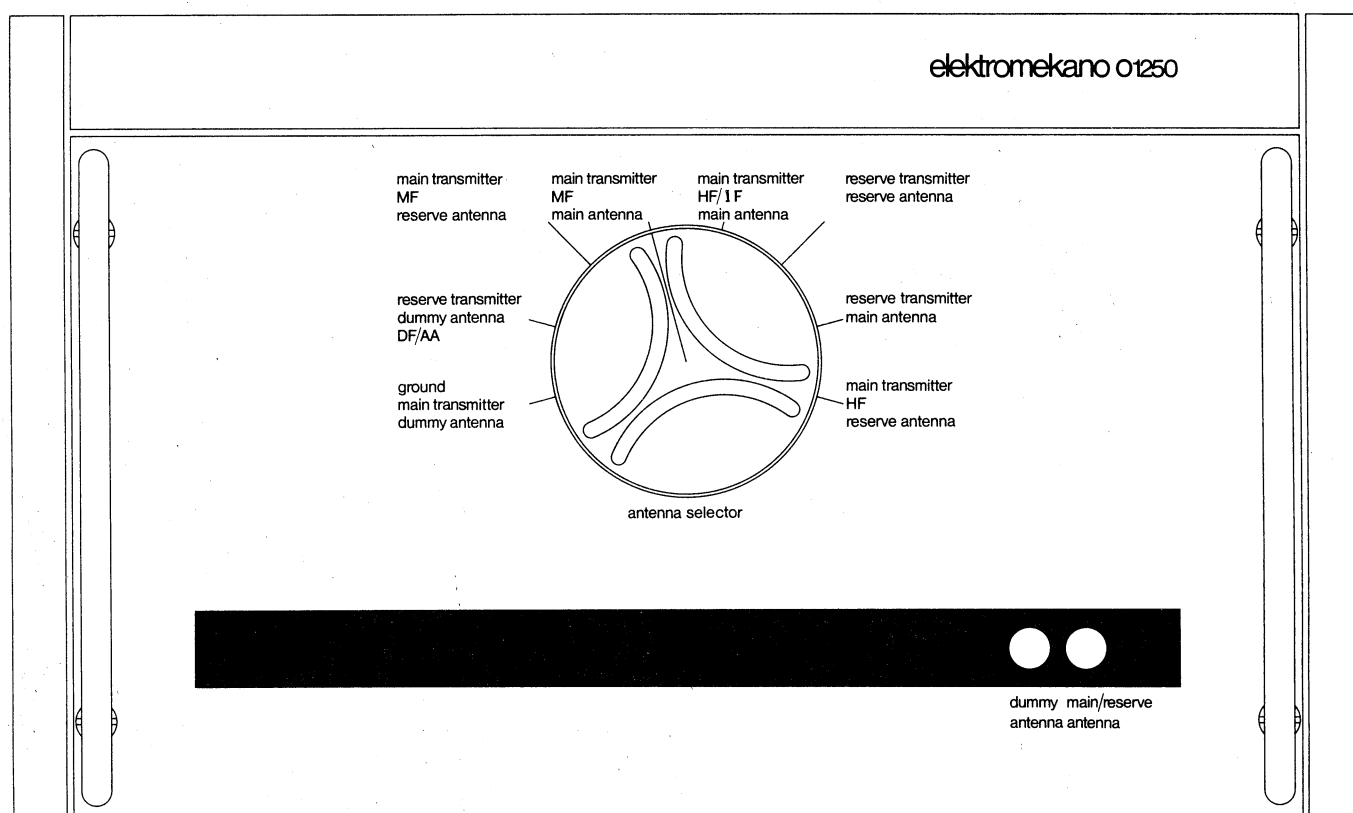 elektromekano 01250
main transmitter
MF
reserve antenna
main transmitter
MF
main antenna
main transmitter
HF/IF
main antenna
reserve transmitter
reserve antenna
reserve transmitter
dummy antenna
DF/AA
reserve transmitter
main antenna
ground
main transmitter
dummy antenna
main transmitter
HF
reserve antenna
antenna selector
dummy main/reserve
antenna antenna